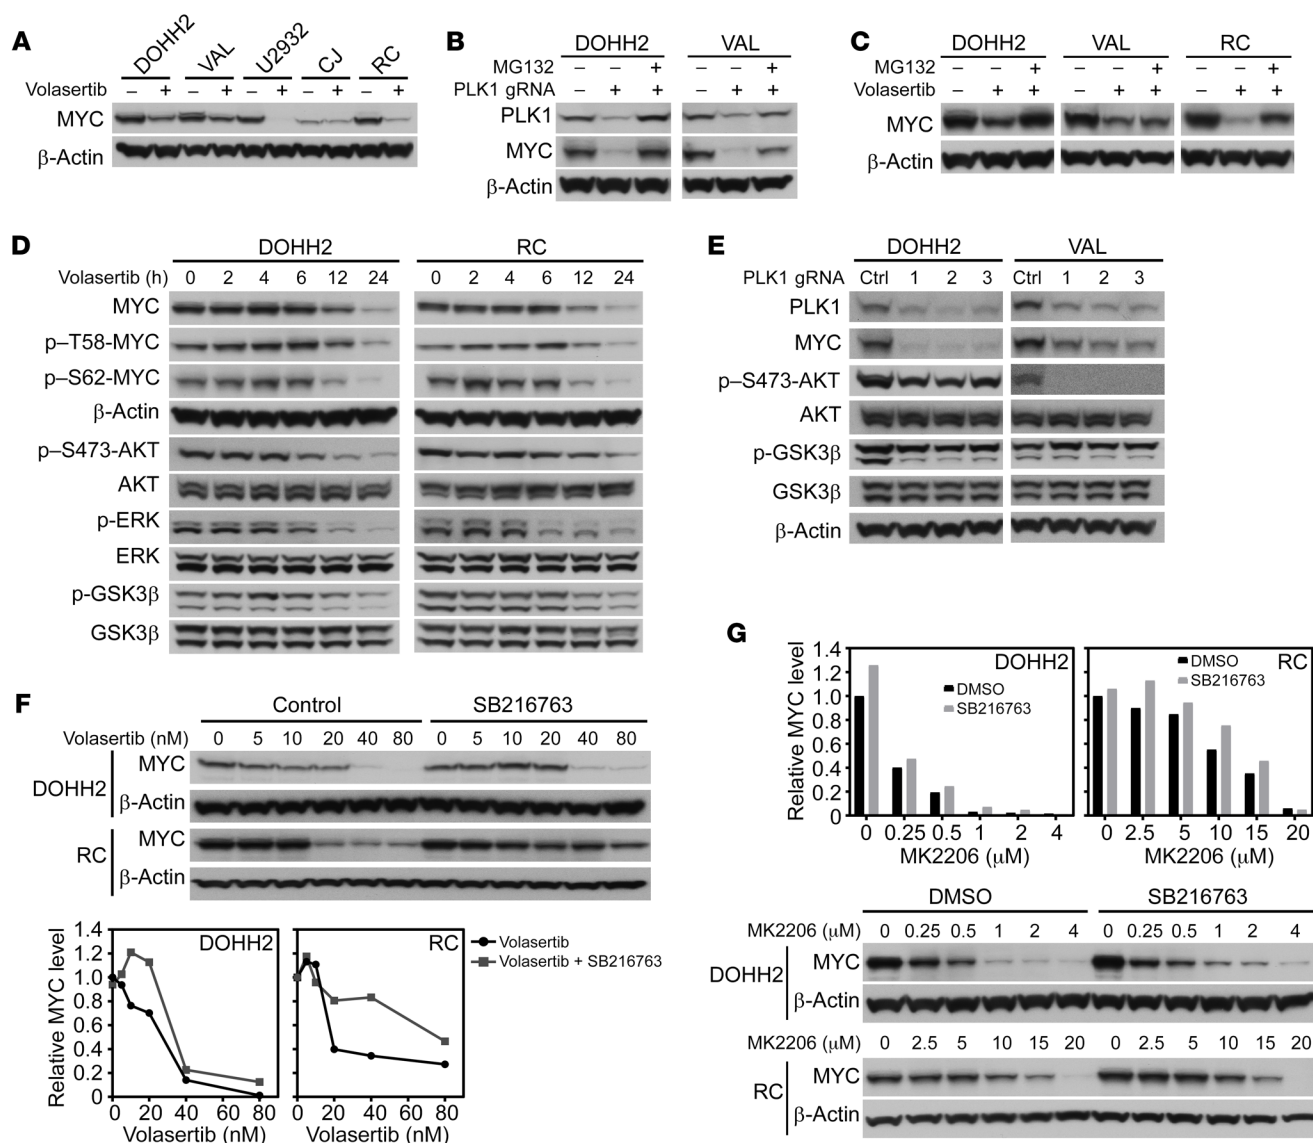 A
DOHH2 VAL U2932 CJ RC
Volasertib – + – + – + – + – +
MYC
β-Actin
B
DOHH2 VAL
MG132 – – + – – +
PLK1 gRNA – + + – + +
PLK1
MYC
β-Actin
C
DOHH2 VAL RC
MG132 – – + – – + – – +
Volasertib – + + – + + – + +
MYC
β-Actin
D
DOHH2 RC
Volasertib (h) 0 2 4 6 12 24 0 2 4 6 12 24
MYC
p–T58-MYC
p–S62-MYC
β-Actin
p–S473-AKT
AKT
p-ERK
ERK
p-GSK3β
GSK3β
E
DOHH2 VAL
PLK1 gRNA Ctrl 1 2 3 Ctrl 1 2 3
PLK1
MYC
p–S473-AKT
AKT
p-GSK3β
GSK3β
β-Actin
F
Control SB216763
Volasertib (nM) 0 5 10 20 40 80 0 5 10 20 40 80
DOHH2
MYC
β-Actin
RC
MYC
β-Actin
Relative MYC level
1.4
1.2
1.0
0.8
0.6
0.4
0.2
0
DOHH2
0 20 40 60 80
Volasertib (nM)
RC
0 20 40 60 80
Volasertib (nM)
Volasertib
Volasertib + SB216763
G
Relative MYC level
1.4
1.2
1.0
0.8
0.6
0.4
0.2
0
DOHH2
DMSO
SB216763
0 0.25 0.5 1 2 4
MK2206 (μM)
RC
DMSO
SB216763
0 2.5 5 10 15 20
MK2206 (μM)
DMSO SB216763
MK2206 (μM) 0 0.25 0.5 1 2 4 0 0.25 0.5 1 2 4
DOHH2
MYC
β-Actin
MK2206 (μM) 0 2.5 5 10 15 20 0 2.5 5 10 15 20
RC
MYC
β-Actin